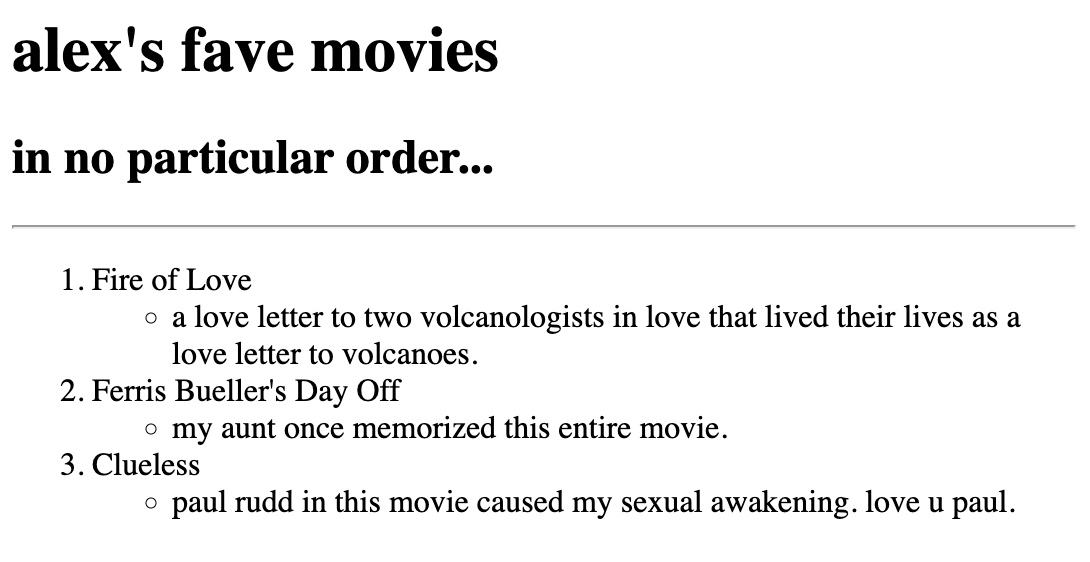 alex's fave movies
in no particular order...
1. Fire of Love
◦ a love letter to two volcanologists in love that lived their lives as a
love letter to volcanoes.
2. Ferris Bueller's Day Off
◦ my aunt once memorized this entire movie.
3. Clueless
◦ paul rudd in this movie caused my sexual awakening. love u paul.